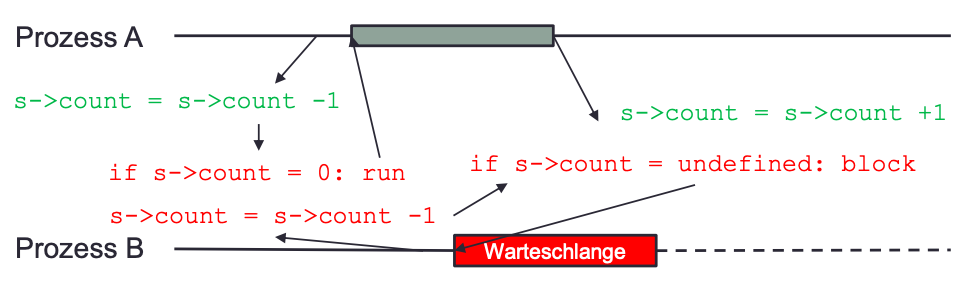 Prozess A
s->count = s->count -1
s->count = s->count +1
if s->count = 0: run
if s->count = undefined: block
s->count = s->count -1
Prozess B
Warteschlange